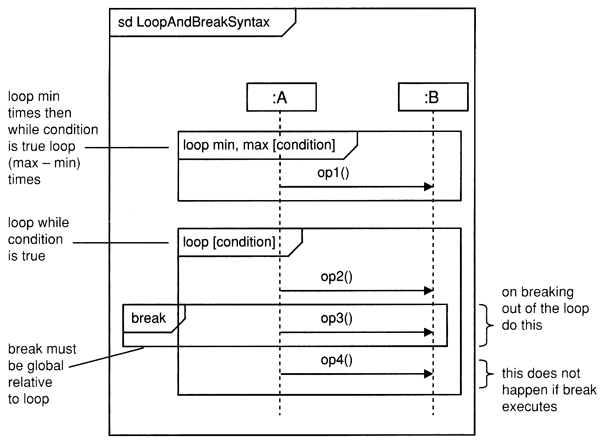 sd LoopAndBreakSyntax
loop min
times then
while condition
is true loop
(max – min)
times
:A
:B
loop min, max [condition]
op1()
loop while
condition
is true
loop [condition]
op2()
break
op3()
on breaking
out of the loop
do this
break must
be global
relative
to loop
op4()
this does not
happen if break
executes